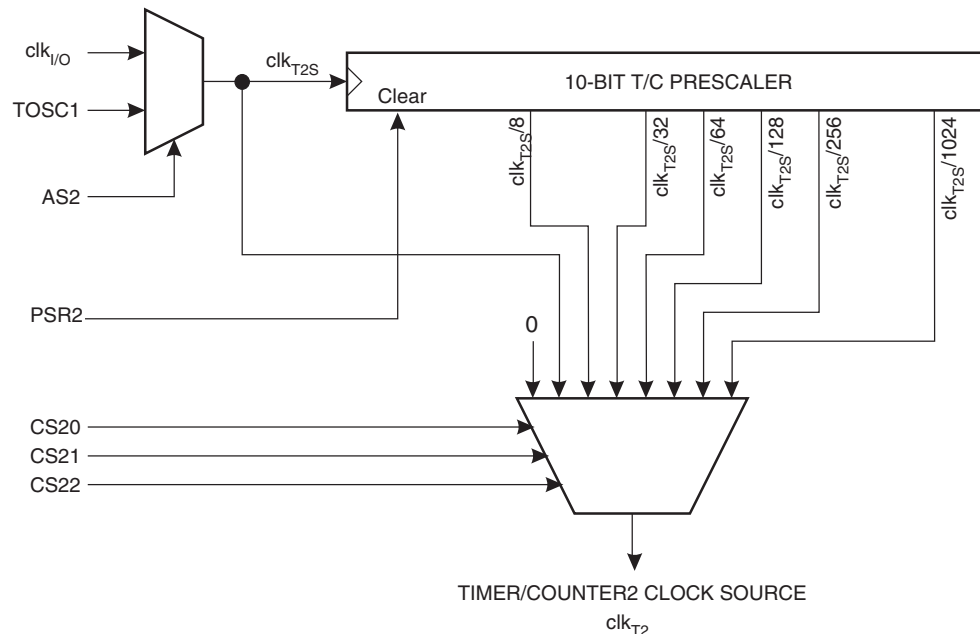 clkI/O
TOSC1
AS2
clkT2S
10-BIT T/C PRESCALER
Clear
clkT2S/8
clkT2S/32
clkT2S/64
clkT2S/128
clkT2S/256
clkT2S/1024
PSR2
0
CS20
CS21
CS22
TIMER/COUNTER2 CLOCK SOURCE
clkT2